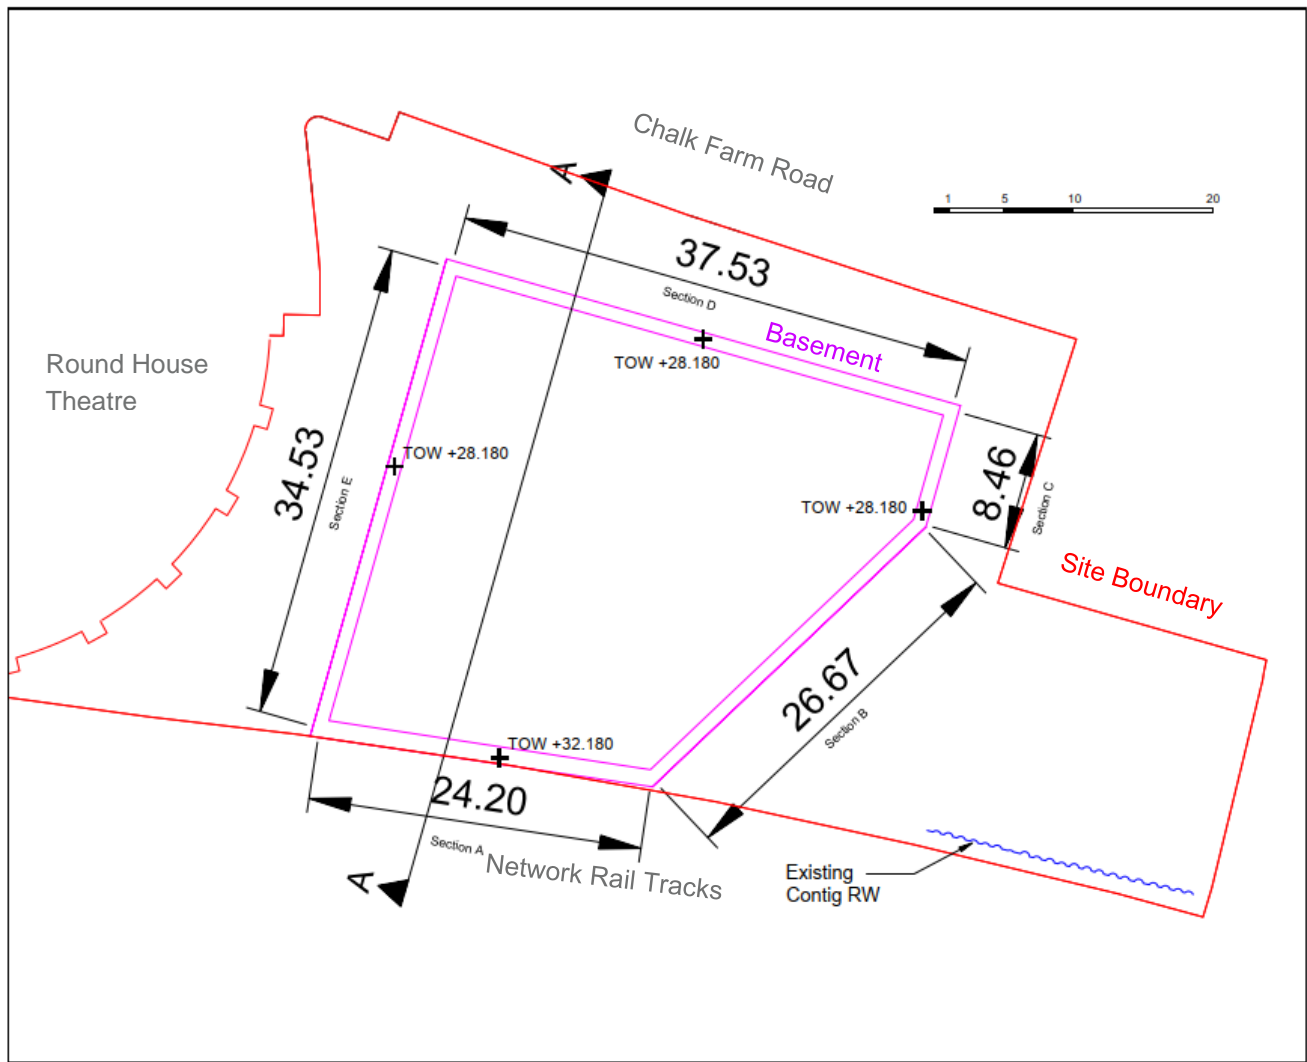 Chalk Farm Road
A
1 5 10 20
37.53
Section D
Basement
TOW +28.180
Round House
Theatre
34.53
Section E
TOW +28.180
TOW +28.180
8.46
Section C
Site Boundary
26.67
Section B
TOW +32.180
24.20
Section A
Network Rail Tracks
A
Existing
Contig RW